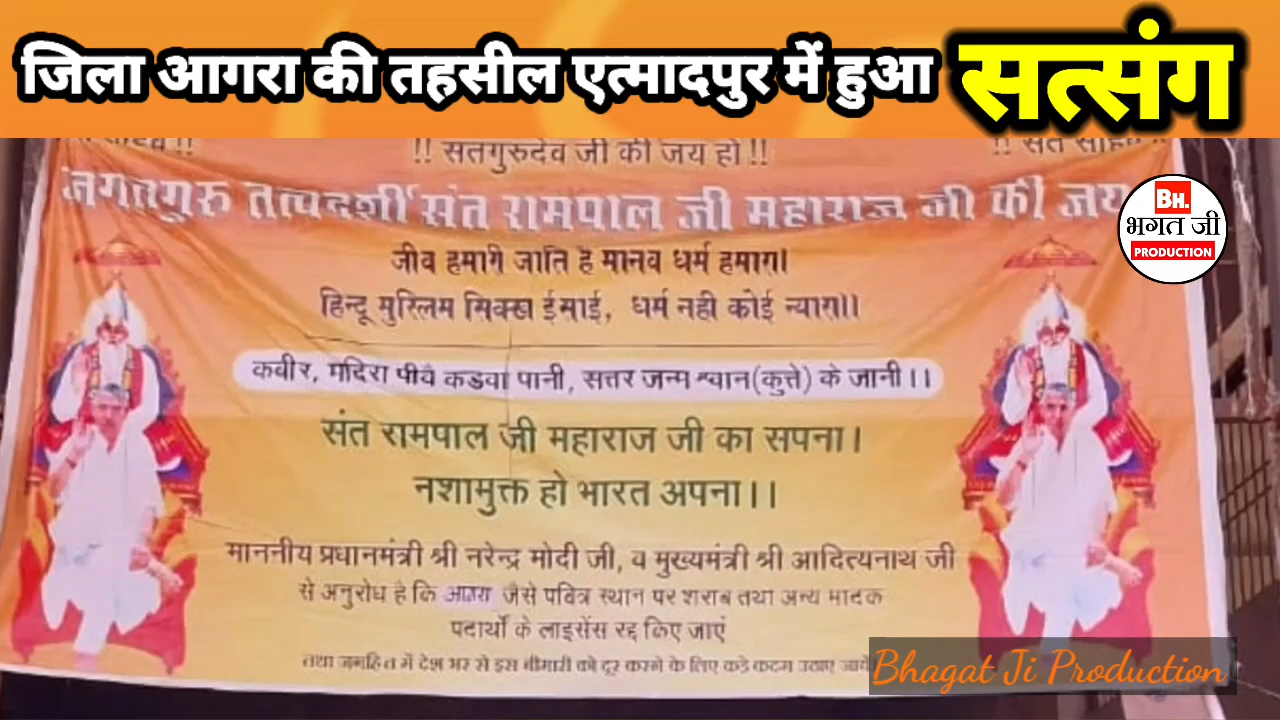 जिला आगरा की तहसील एत्मादपुर में हुआ सत्संग
!! सतगुरुदेव जी की जय हो !!
!! सत साहेब !!
जगतगुरु तत्वदर्शी संत रामपाल जी महाराज जी की जय
BH.
भगत जी
PRODUCTION
जीव हमारी जाति है मानव धर्म हमारा।
हिन्दू मुस्लिम सिक्ख ईसाई, धर्म नही कोई न्यारा।।
कबीर, मदिरा पीवै कडवा पानी, सत्तर जन्म श्वान(कुत्ते) के जानी।।
संत रामपाल जी महाराज जी का सपना।
नशामुक्त हो भारत अपना।।
माननीय प्रधानमंत्री श्री नरेन्द्र मोदी जी, व मुख्यमंत्री श्री आदित्यनाथ जी
से अनुरोध है कि आगरा जैसे पवित्र स्थान पर शराब तथा अन्य मादक
पदार्थों के लाइसेंस रद्द किए जाएं
तथा जनहित में देश भर से इस बीमारी को दूर करने के लिए कडे कदम उठाए जायें
Bhagat Ji Production